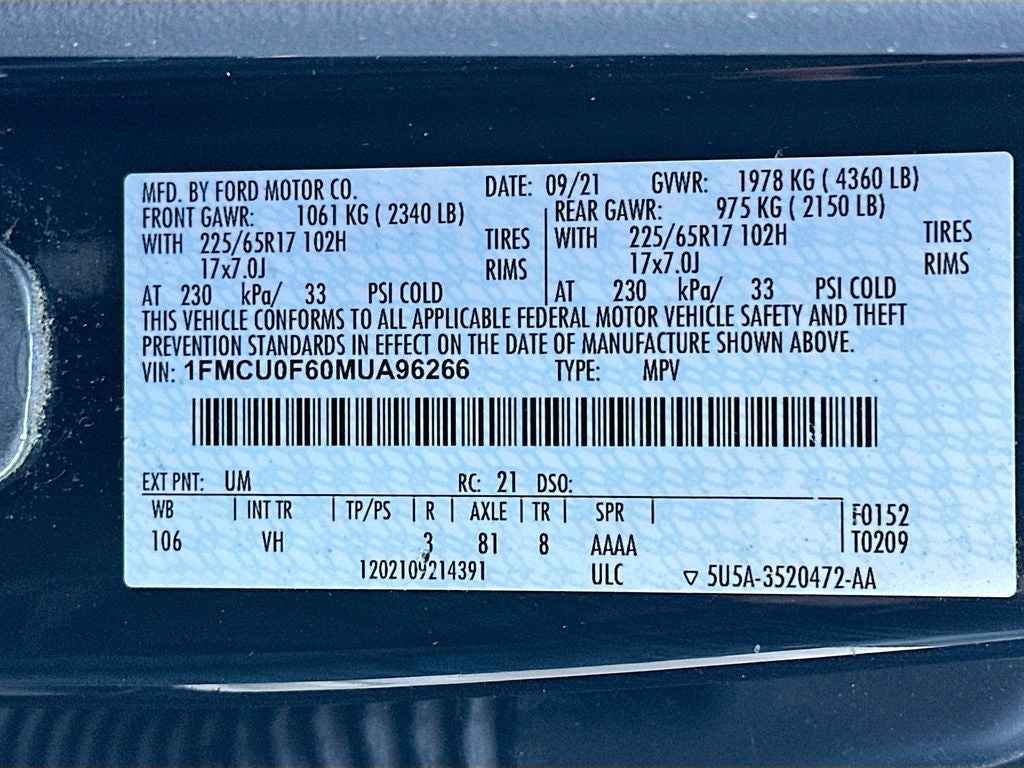 MFD. BY FORD MOTOR CO. DATE: 09/21 GVWR: 1978 KG ( 4360 LB)
FRONT GAWR: 1061 KG ( 2340 LB) REAR GAWR: 975 KG ( 2150 LB)
WITH 225/65R17 102H TIRES WITH 225/65R17 102H TIRES
17x7.0J RIMS 17x7.0J RIMS
AT 230 kPa/ 33 PSI COLD AT 230 kPa/ 33 PSI COLD
THIS VEHICLE CONFORMS TO ALL APPLICABLE FEDERAL MOTOR VEHICLE SAFETY AND THEFT
PREVENTION STANDARDS IN EFFECT ON THE DATE OF MANUFACTURE SHOWN ABOVE.
VIN: 1FMCU0F60MUA96266 TYPE: MPV
EXT PNT: UM RC: 21 DSO:
WB | INT TR | TP/PS | R | AXLE | TR | SPR | F0152
106 VH 3 81 8 AAAA T0209
1202109214391 ULC ▽ 5U5A-3520472-AA